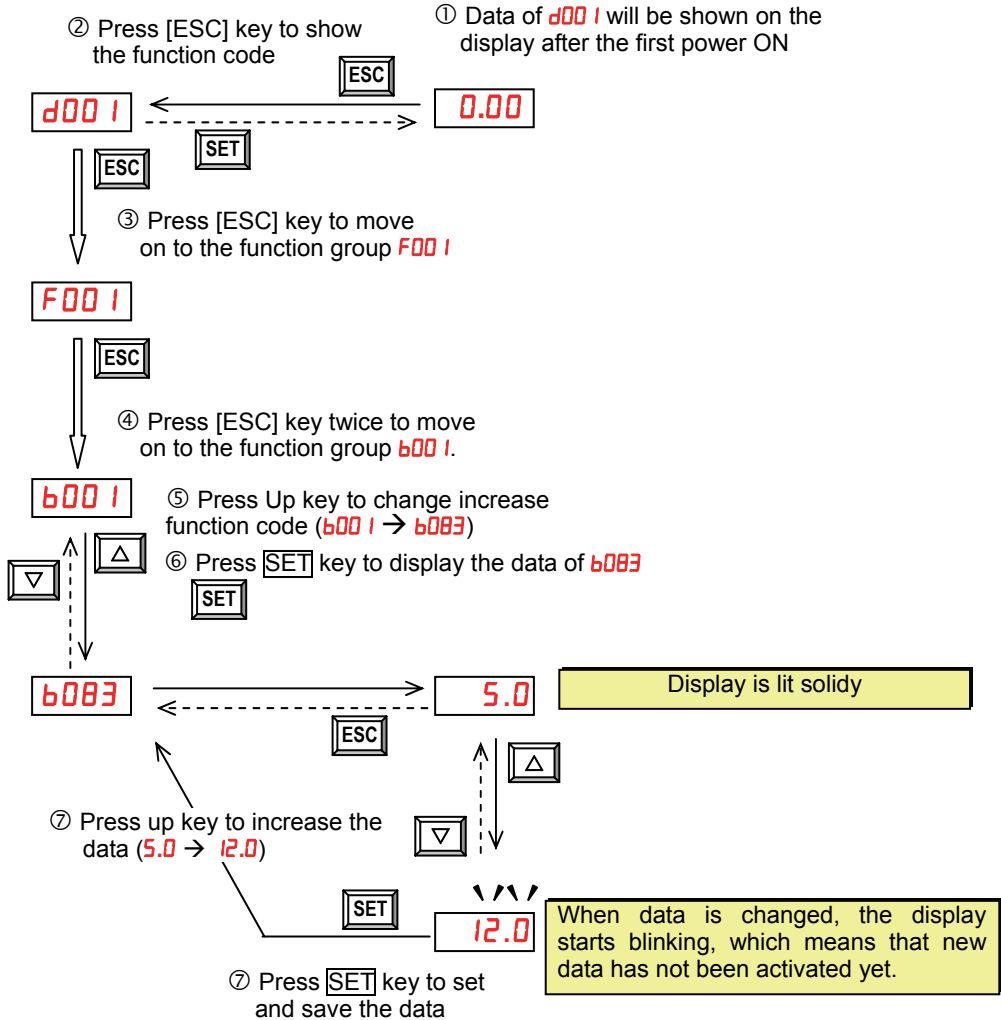 ① Data of d001 will be shown on the
display after the first power ON
② Press [ESC] key to show
the function code
ESC
d001
0.00
SET
ESC
③ Press [ESC] key to move
on to the function group F001
F001
ESC
④ Press [ESC] key twice to move
on to the function group b001.
b001
⑤ Press Up key to change increase
function code (b001 → b083)
⑥ Press SET key to display the data of b083
SET
b083
5.0
Display is lit solidy
ESC
⑦ Press up key to increase the
data (5.0 → 12.0)
SET
12.0
When data is changed, the display
starts blinking, which means that new
data has not been activated yet.
⑦ Press SET key to set
and save the data